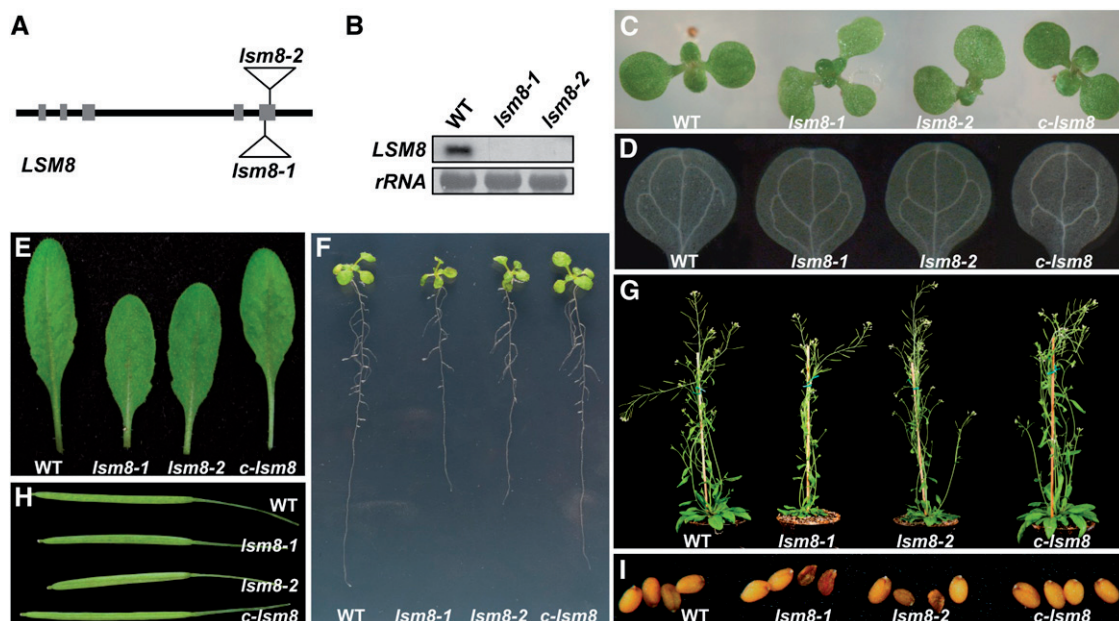 A
lsm8-2
LSM8
lsm8-1
B
WT lsm8-1 lsm8-2
LSM8
rRNA
C
WT lsm8-1 lsm8-2 c-lsm8
D
WT lsm8-1 lsm8-2 c-lsm8
E
WT lsm8-1 lsm8-2 c-lsm8
F
WT lsm8-1 lsm8-2 c-lsm8
G
WT lsm8-1 lsm8-2 c-lsm8
H
WT
lsm8-1
lsm8-2
c-lsm8
I
WT lsm8-1 lsm8-2 c-lsm8